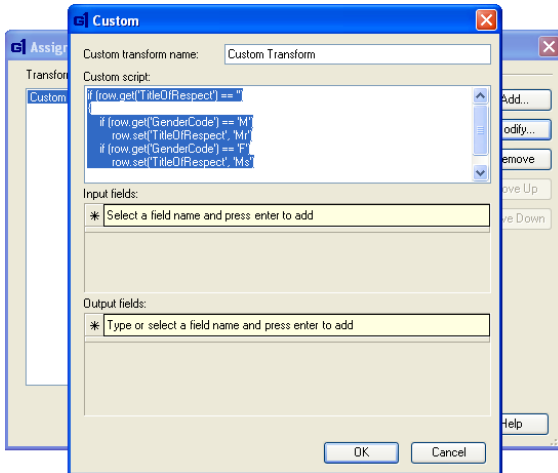 G1 Custom
G1 Assign
Custom transform name: Custom Transform
Transfor
Custom script:
Custom
if (row.get('TitleOfRespect') == '')
{
if (row.get('GenderCode') == 'M')
row.set('TitleOfRespect', 'Mr')
if (row.get('GenderCode') == 'F')
row.set('TitleOfRespect', 'Ms')
Add...
odify...
emove
ove Up
ve Down
Input fields:
Select a field name and press enter to add
Output fields:
Type or select a field name and press enter to add
Help
OK Cancel